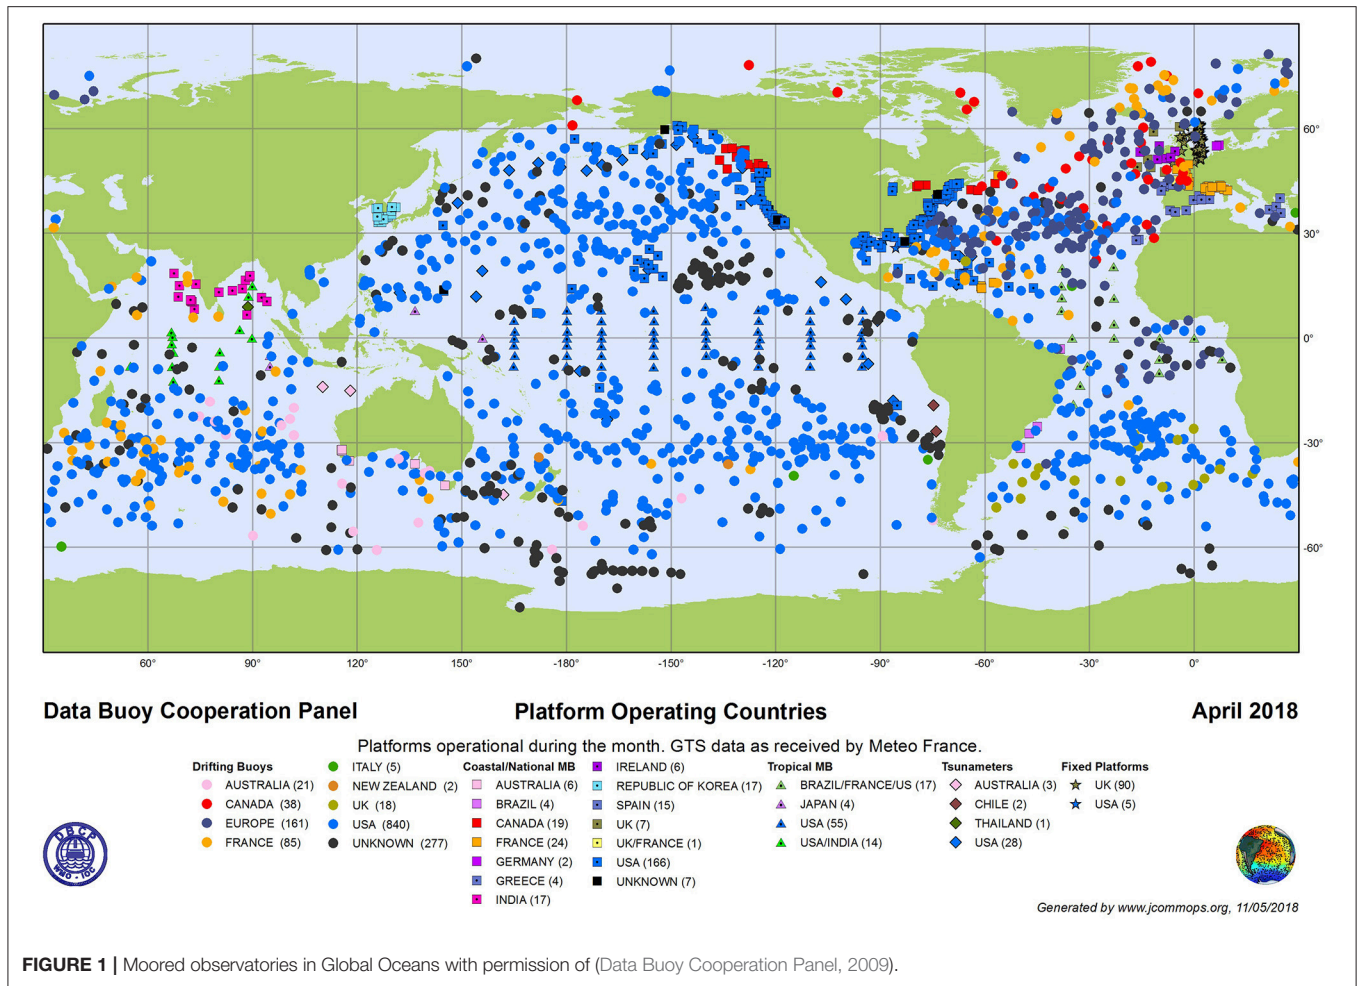 60°
30°
0°
-30°
-60°
60°
90°
120°
150°
-180°
-150°
-120°
-90°
-60°
-30°
0°
Data Buoy Cooperation Panel
Platform Operating Countries
April 2018
Platforms operational during the month. GTS data as received by Meteo France.
Drifting Buoys
AUSTRALIA (21)
CANADA (38)
EUROPE (161)
FRANCE (85)
ITALY (5)
NEW ZEALAND (2)
UK (18)
USA (840)
UNKNOWN (277)
Coastal/National MB
AUSTRALIA (6)
BRAZIL (4)
CANADA (19)
FRANCE (24)
GERMANY (2)
GREECE (4)
INDIA (17)
IRELAND (6)
REPUBLIC OF KOREA (17)
SPAIN (15)
UK (7)
UK/FRANCE (1)
USA (166)
UNKNOWN (7)
Tropical MB
BRAZIL/FRANCE/US (17)
JAPAN (4)
USA (55)
USA/INDIA (14)
Tsunameters
AUSTRALIA (3)
CHILE (2)
THAILAND (1)
USA (28)
Fixed Platforms
UK (90)
USA (5)
DBCP
WMO-IOC
Generated by www.jcommops.org, 11/05/2018
FIGURE 1 | Moored observatories in Global Oceans with permission of (Data Buoy Cooperation Panel, 2009).